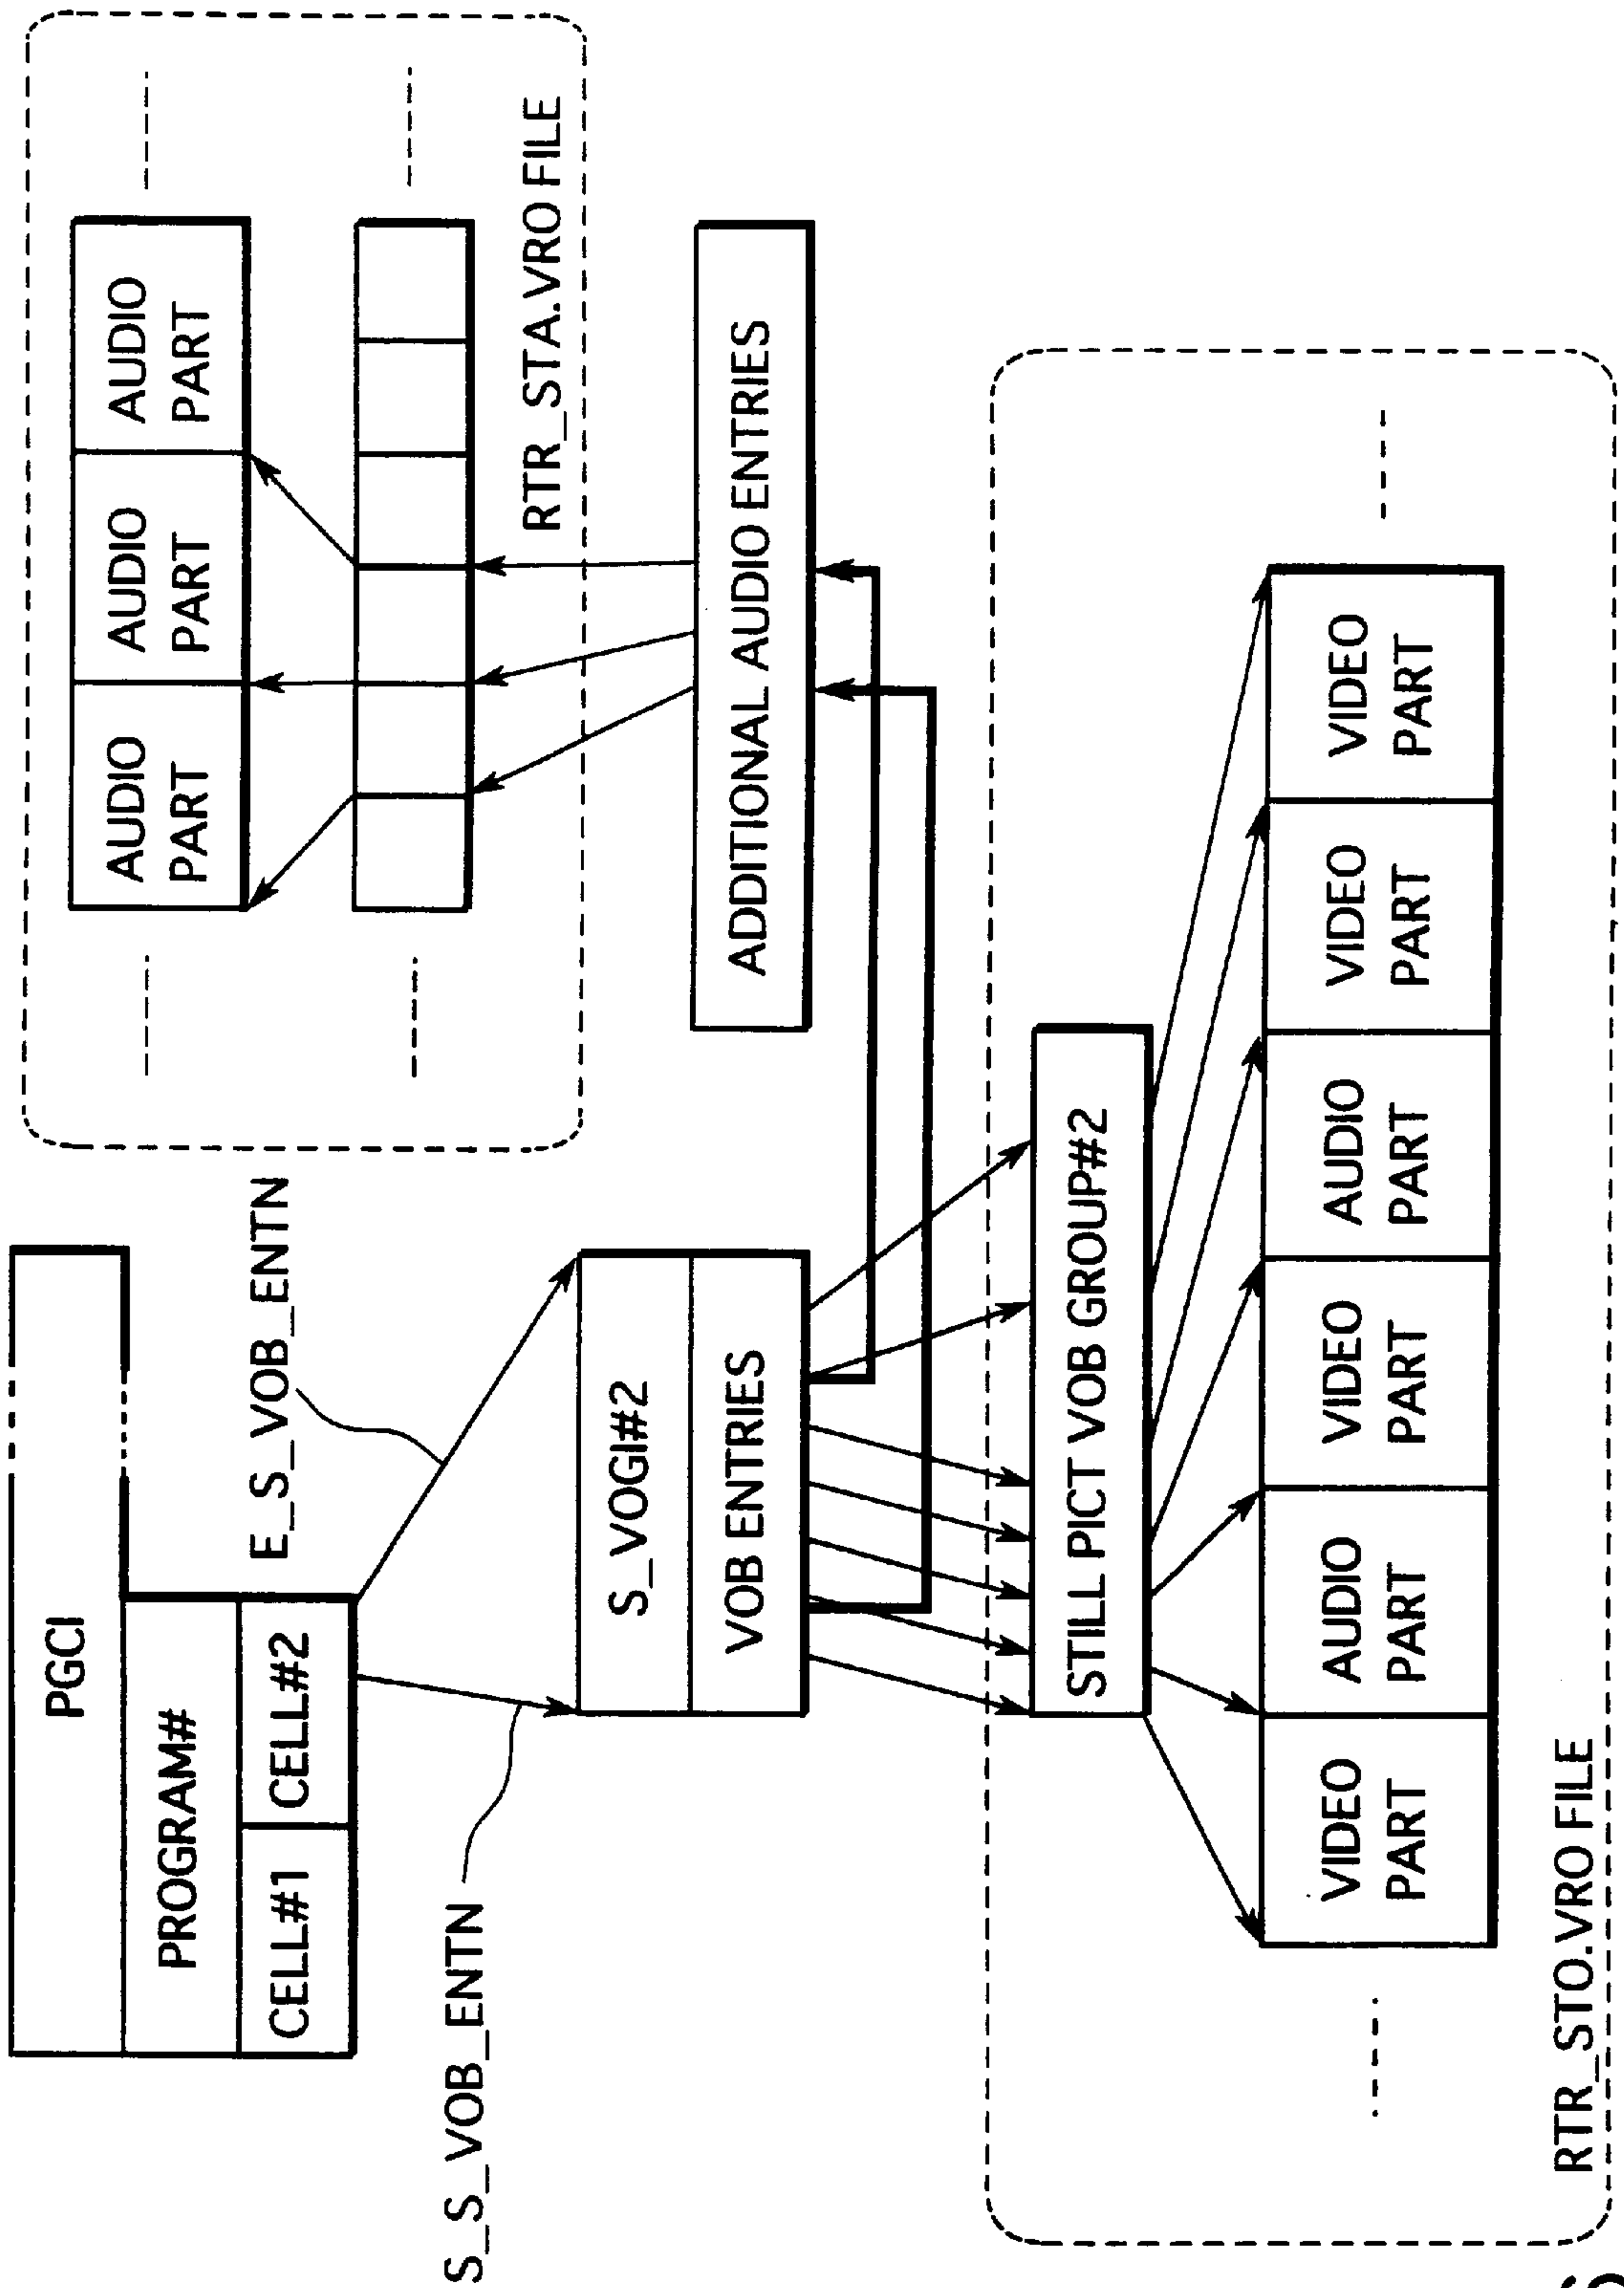 PGCI
PROGRAM#
CELL#1
CELL#2
E_S_VOB_ENTN
S_S_VOB_ENTN
S_VOGI#2
VOB ENTRIES
AUDIO
PART
AUDIO
PART
AUDIO
PART
RTR_STA.VRO FILE
ADDITIONAL AUDIO ENTRIES
STILL PICT VOB GROUP#2
VIDEO
PART
AUDIO
PART
VIDEO
PART
AUDIO
PART
VIDEO
PART
VIDEO
PART
RTR_STO.VRO FILE